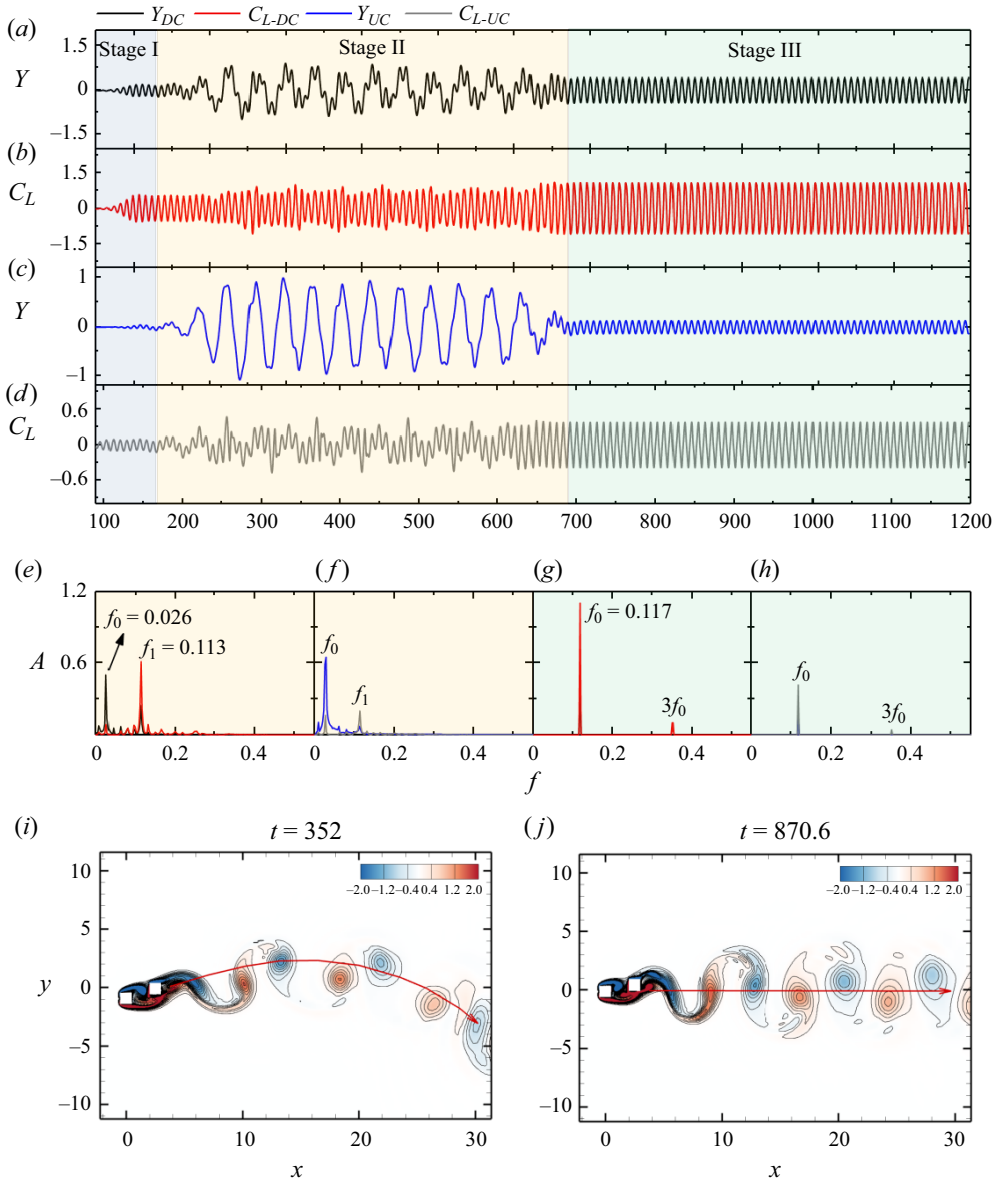 Y_DC C_L-DC Y_UC C_L-UC
(a)
1.5 Stage I Stage II Stage III
Y 0
−1.5
(b)
1.5
C_L 0
−1.5
(c) 1
Y 0
−1
(d) 0.6
C_L 0
−0.6
100 200 300 400 500 600 700 800 900 1000 1100 1200
(e) (f) (g) (h)
1.2
f_0 = 0.026 f_0 = 0.117
f_1 = 0.113 f_0 f_0
A 0.6
f_1 3f_0 3f_0
0 0.2 0.4 0 0.2 0.4 0 0.2 0.4 0 0.2 0.4
f
(i) t = 352 (j) t = 870.6
10 10
−2.0 −1.2 −0.4 0.4 1.2 2.0 −2.0 −1.2 −0.4 0.4 1.2 2.0
5 5
y 0 0
−5 −5
−10 −10
0 10 20 30 0 10 20 30
x x